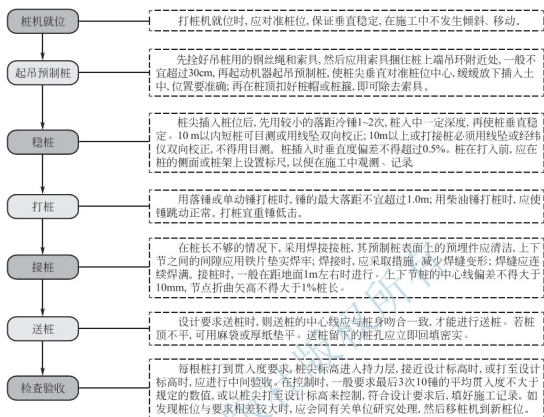 桩机就位
打桩机就位时, 应对准桩位, 保证垂直稳定, 在施工中不发生倾斜、移动。
起吊预制桩
先拴好吊桩用的钢丝绳和索具, 然后应用索具捆住桩上端吊环附近处, 一般不
宜超过30cm, 再起动机器起吊预制桩, 使桩尖垂直对准桩位中心, 缓缓放下插入土
中, 位置要准确; 再在桩顶扣好桩帽或桩箍, 即可除去索具。
稳桩
桩尖插入桩位后, 先用较小的落距冷锤1~2次, 桩入中一定深度, 再使桩垂直稳
定。10 m以内短桩可目测或用线坠双向校正; 10m以上或打接桩必须用线坠或经纬
仪双向校正, 不得用目测。桩插入时垂直度偏差不得超过0.5%。桩在打入前, 应在
桩的侧面或桩架上设置标尺, 以便在施工中观测、记录
打桩
用落锤或单动锤打桩时, 锤的最大落距不宜超过1.0m; 用柴油锤打桩时, 应使
锤跳动正常。打桩宜重锤低击。
接桩
在桩长不够的情况下, 采用焊接接桩, 其预制桩表面上的预埋件应清洁, 上下
节之间的间隙应用铁片垫实焊牢; 焊接时, 应采取措施, 减少焊缝变形; 焊缝应连
续焊满。接桩时, 一般在距地面1m左右时进行。上下节桩的中心线偏差不得大于
10mm, 节点折曲矢高不得大于1%桩长。
送桩
设计要求送桩时, 则送桩的中心线应与桩身吻合一致, 才能进行送桩。若桩
顶不平, 可用麻袋或厚纸垫平。送桩留下的桩孔应立即回填密实。
检查验收
每根桩打到贯入度要求, 桩尖标高进入持力层, 接近设计标高时, 或打至设计
标高时, 应进行中间验收。在控制时, 一般要求最后3次10锤的平均贯入度不大于
规定的数值, 或以桩尖打至设计标高来控制, 符合设计要求后, 填好施工记录。如
发现桩位与要求相差较大时, 应会同有关单位研究处理, 然后移桩机到新桩位。
版权所有